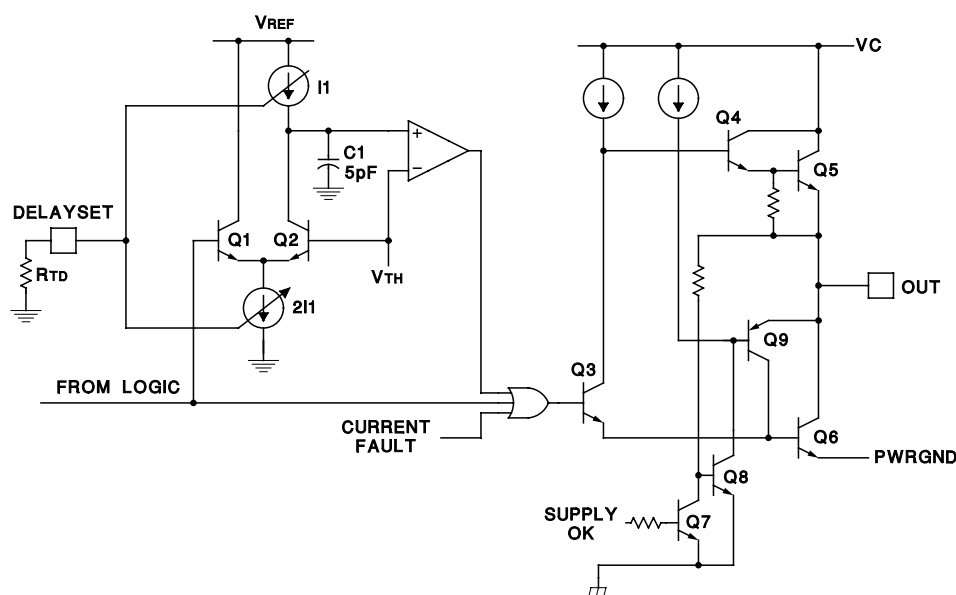 VREF
VC
I1
Q4
+
C1
5pF
−
Q5
DELAYSET
Q1
Q2
RTD
VTH
2I1
OUT
Q9
FROM LOGIC
Q3
CURRENT
FAULT
Q6
PWRGND
Q8
SUPPLY
OK
Q7